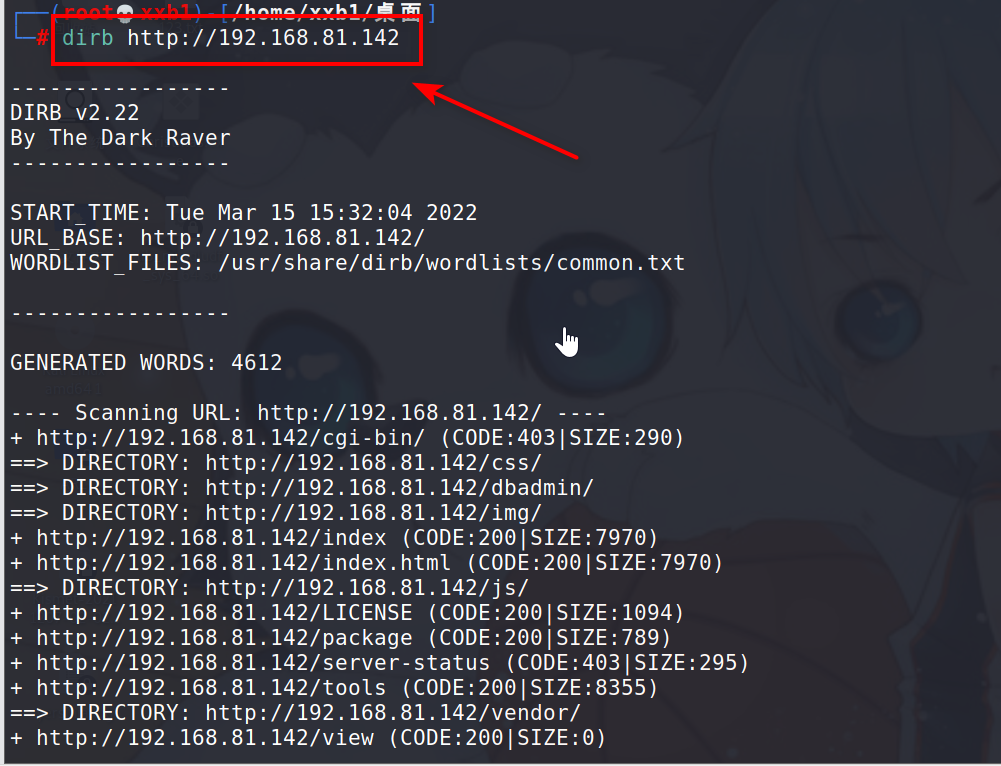 ┌──(root💀xxb1)-[/home/xxb1/桌面]
└─# dirb http://192.168.81.142
-----------------
DIRB v2.22
By The Dark Raver
-----------------
START_TIME: Tue Mar 15 15:32:04 2022
URL_BASE: http://192.168.81.142/
WORDLIST_FILES: /usr/share/dirb/wordlists/common.txt
-----------------
GENERATED WORDS: 4612
---- Scanning URL: http://192.168.81.142/ ----
+ http://192.168.81.142/cgi-bin/ (CODE:403|SIZE:290)
==> DIRECTORY: http://192.168.81.142/css/
==> DIRECTORY: http://192.168.81.142/dbadmin/
==> DIRECTORY: http://192.168.81.142/img/
+ http://192.168.81.142/index (CODE:200|SIZE:7970)
+ http://192.168.81.142/index.html (CODE:200|SIZE:7970)
==> DIRECTORY: http://192.168.81.142/js/
+ http://192.168.81.142/LICENSE (CODE:200|SIZE:1094)
+ http://192.168.81.142/package (CODE:200|SIZE:789)
+ http://192.168.81.142/server-status (CODE:403|SIZE:295)
+ http://192.168.81.142/tools (CODE:200|SIZE:8355)
==> DIRECTORY: http://192.168.81.142/vendor/
+ http://192.168.81.142/view (CODE:200|SIZE:0)